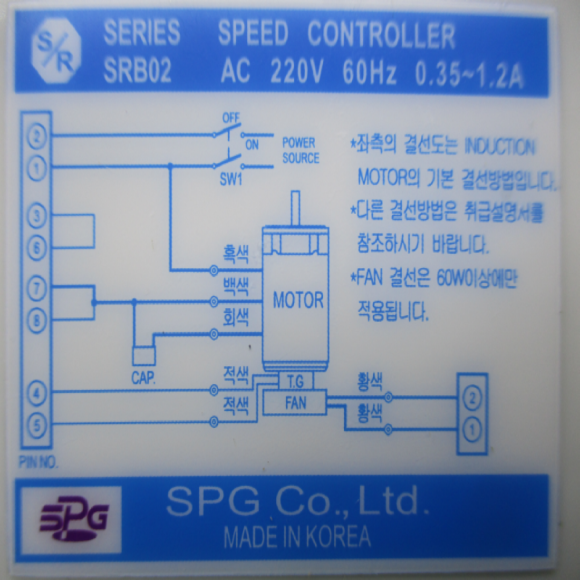 S/R
SERIES SPEED CONTROLLER
SRB02 AC 220V 60Hz 0.35~1.2A
OFF
ON
POWER
SOURCE
SW1
2
1
3
6
7
8
4
5
PIN NO.
흑색
백색
회색
적색
적색
CAP.
MOTOR
T.G
FAN
황색
황색
2
1
*좌측의 결선도는 INDUCTION
MOTOR의 기본 결선방법입니다.
*다른 결선방법은 취급설명서를
참조하시기 바랍니다.
*FAN 결선은 60W이상에만
적용됩니다.
SPG
SPG Co., Ltd.
MADE IN KOREA